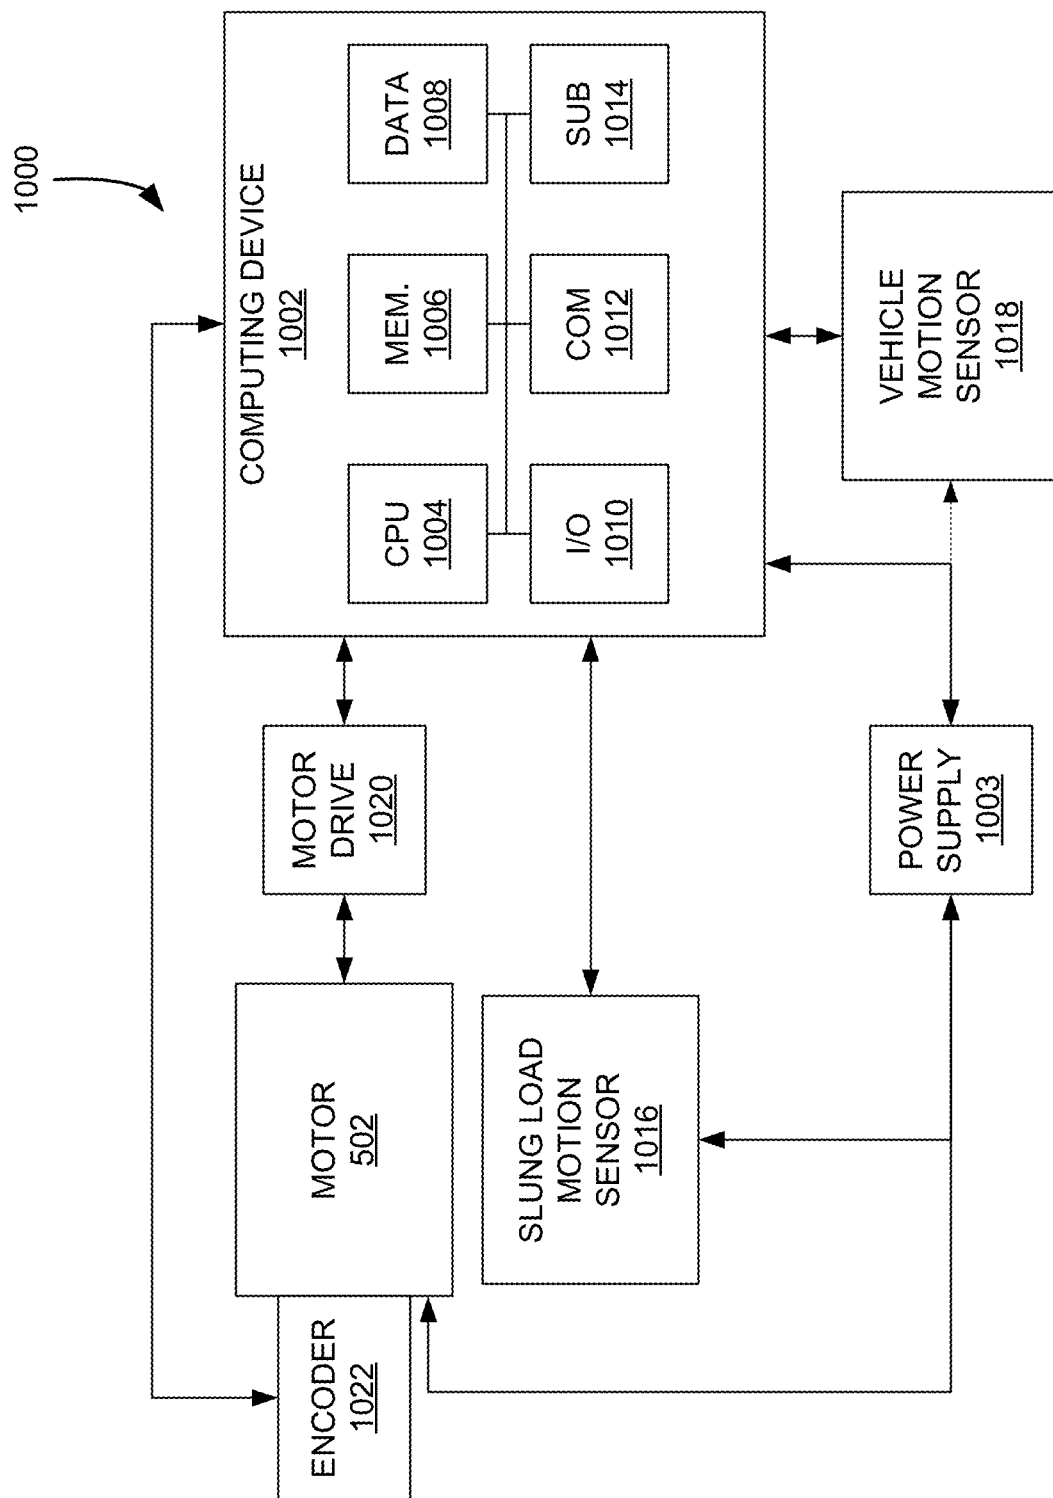 1000
COMPUTING DEVICE
1002
CPU
1004
MEM.
1006
DATA
1008
I/O
1010
COM
1012
SUB
1014
ENCODER
1022
MOTOR
502
MOTOR
DRIVE
1020
SLUNG LOAD
MOTION
SENSOR
1016
POWER
SUPPLY
1003
VEHICLE
MOTION
SENSOR
1018